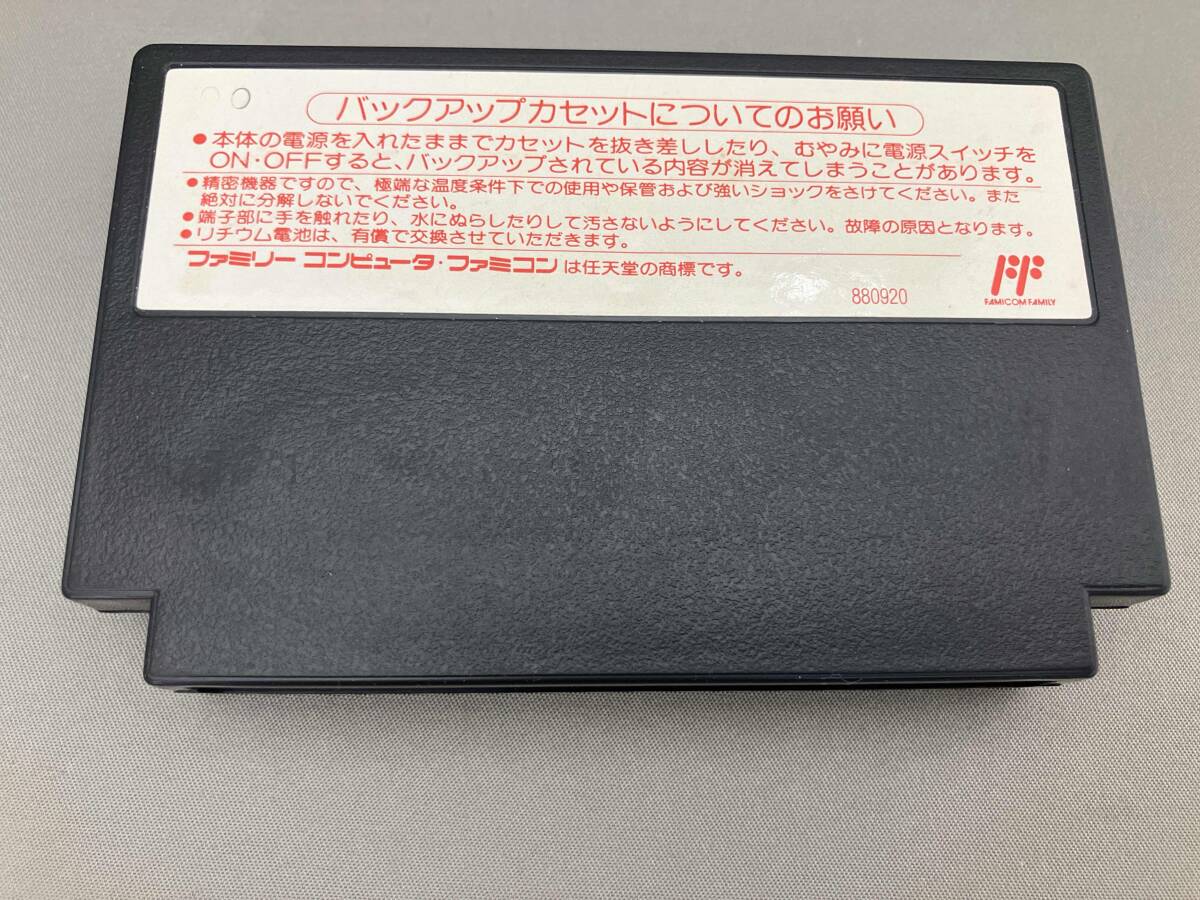 バックアップカセットについてのお願い
●本体の電源を入れたままでカセットを抜き差ししたり、むやみに電源スイッチを
ON・OFFすると、バックアップされている内容が消えてしまうことがあります。
●精密機器ですので、極端な温度条件下での使用や保管および強いショックをさけてください。また
絶対に分解しないでください。
●端子部に手を触れたり、水にぬらしたりして汚さないようにしてください。故障の原因となります。
●リチウム電池は、有償で交換させていただきます。
ファミリー コンピュータ・ファミコン は任天堂の商標です。
880920
FF
FAMICOM FAMILY